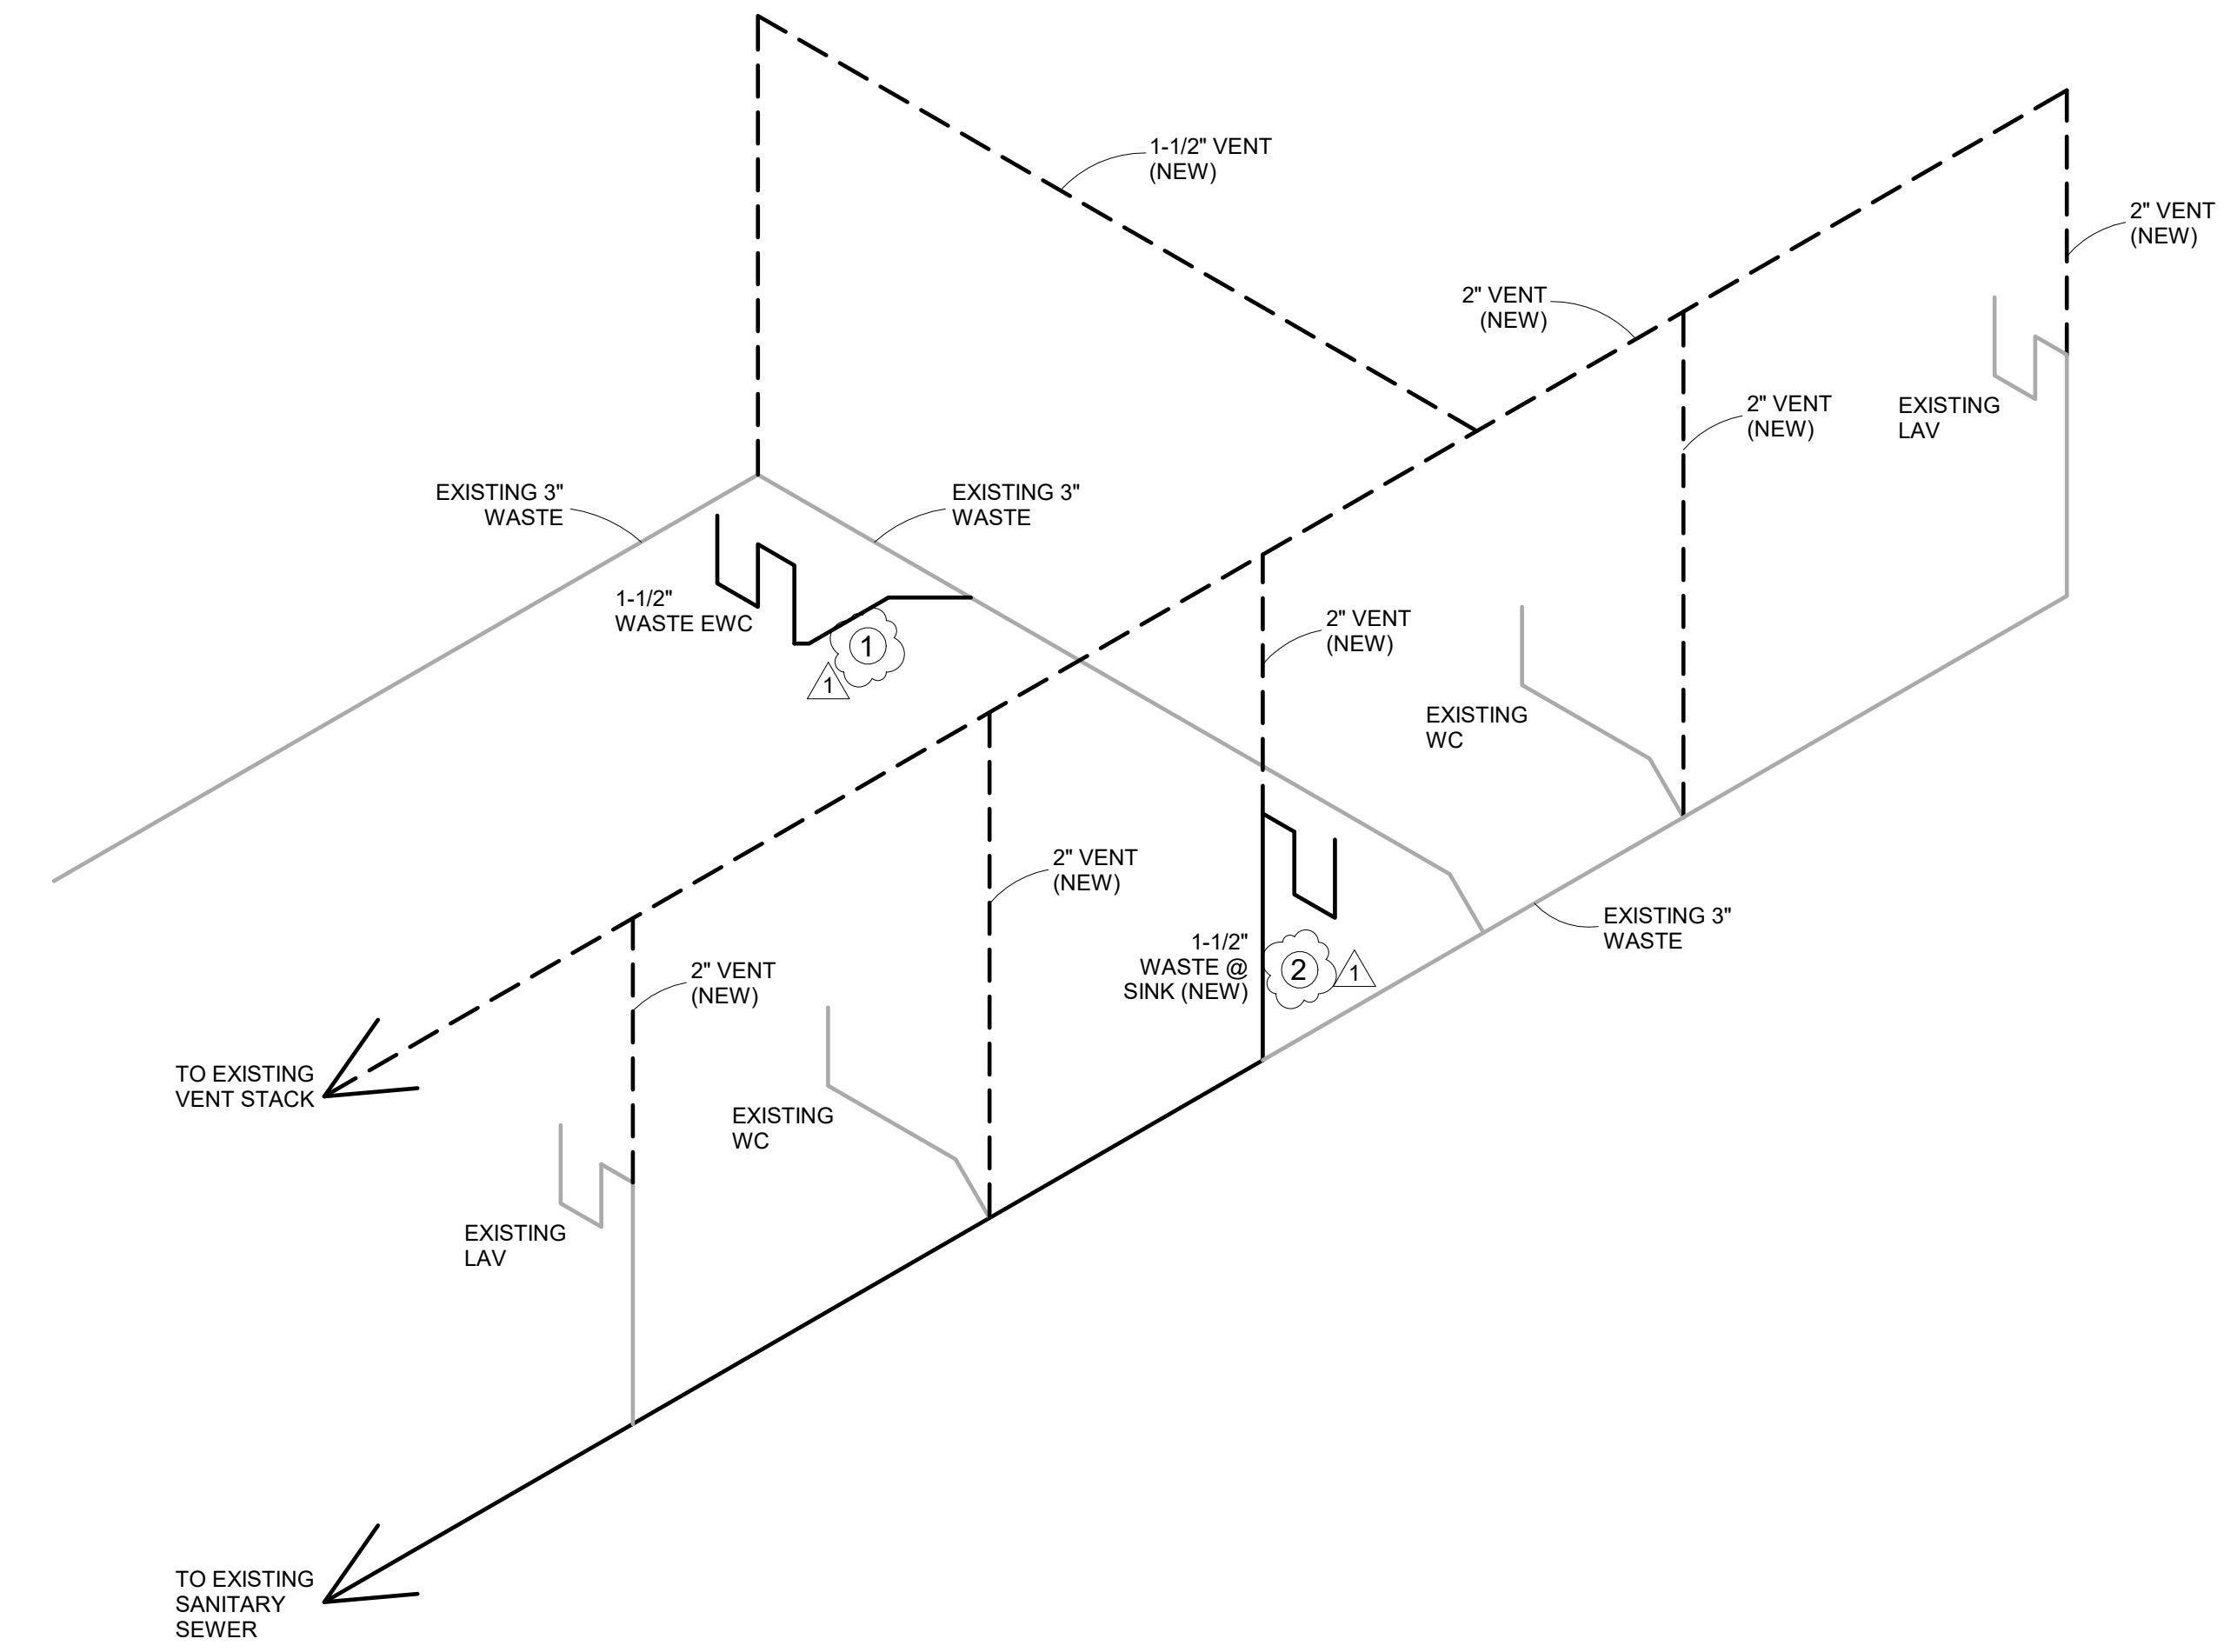 1-1/2" VENT
(NEW)
2" VENT
(NEW)
2" VENT
(NEW)
2" VENT
(NEW)
EXISTING
LAV
EXISTING 3"
WASTE
EXISTING 3"
WASTE
1-1/2"
WASTE EWC
1
1
2" VENT
(NEW)
EXISTING
WC
2" VENT
(NEW)
EXISTING 3"
WASTE
1-1/2"
WASTE @
SINK (NEW)
2
1
2" VENT
(NEW)
TO EXISTING
VENT STACK
EXISTING
WC
EXISTING
LAV
TO EXISTING
SANITARY
SEWER